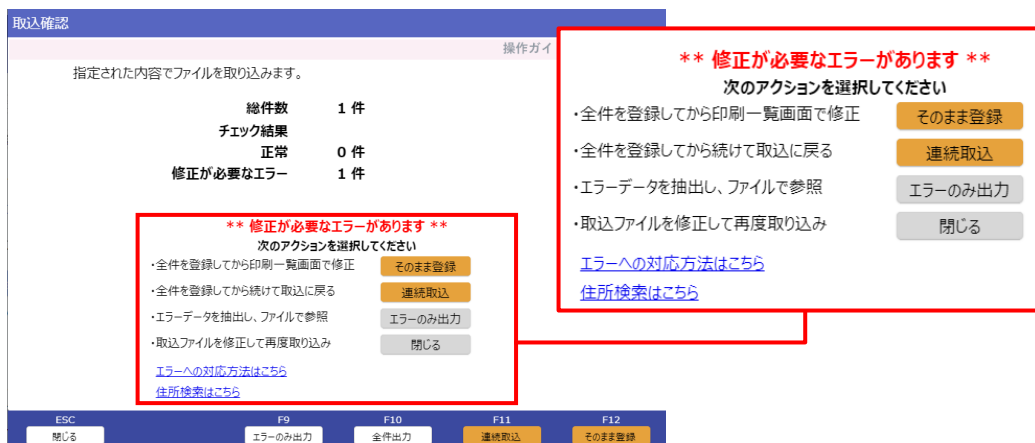 取込確認
操作ガイ
指定された内容でファイルを取り込みます。
総件数 1 件
チェック結果
正常 0 件
修正が必要なエラー 1 件
** 修正が必要なエラーがあります **
次のアクションを選択してください
・全件を登録してから印刷一覧画面で修正 そのまま登録
・全件を登録してから続けて取込に戻る 連続取込
・エラーデータを抽出し、ファイルで参照 エラーのみ出力
・取込ファイルを修正して再度取り込み 閉じる
エラーへの対応方法はこちら
住所検索はこちら
ESC F9 F10 F11 F12
閉じる エラーのみ出力 全件出力 連続取込 そのまま登録
** 修正が必要なエラーがあります **
次のアクションを選択してください
・全件を登録してから印刷一覧画面で修正 そのまま登録
・全件を登録してから続けて取込に戻る 連続取込
・エラーデータを抽出し、ファイルで参照 エラーのみ出力
・取込ファイルを修正して再度取り込み 閉じる
エラーへの対応方法はこちら
住所検索はこちら